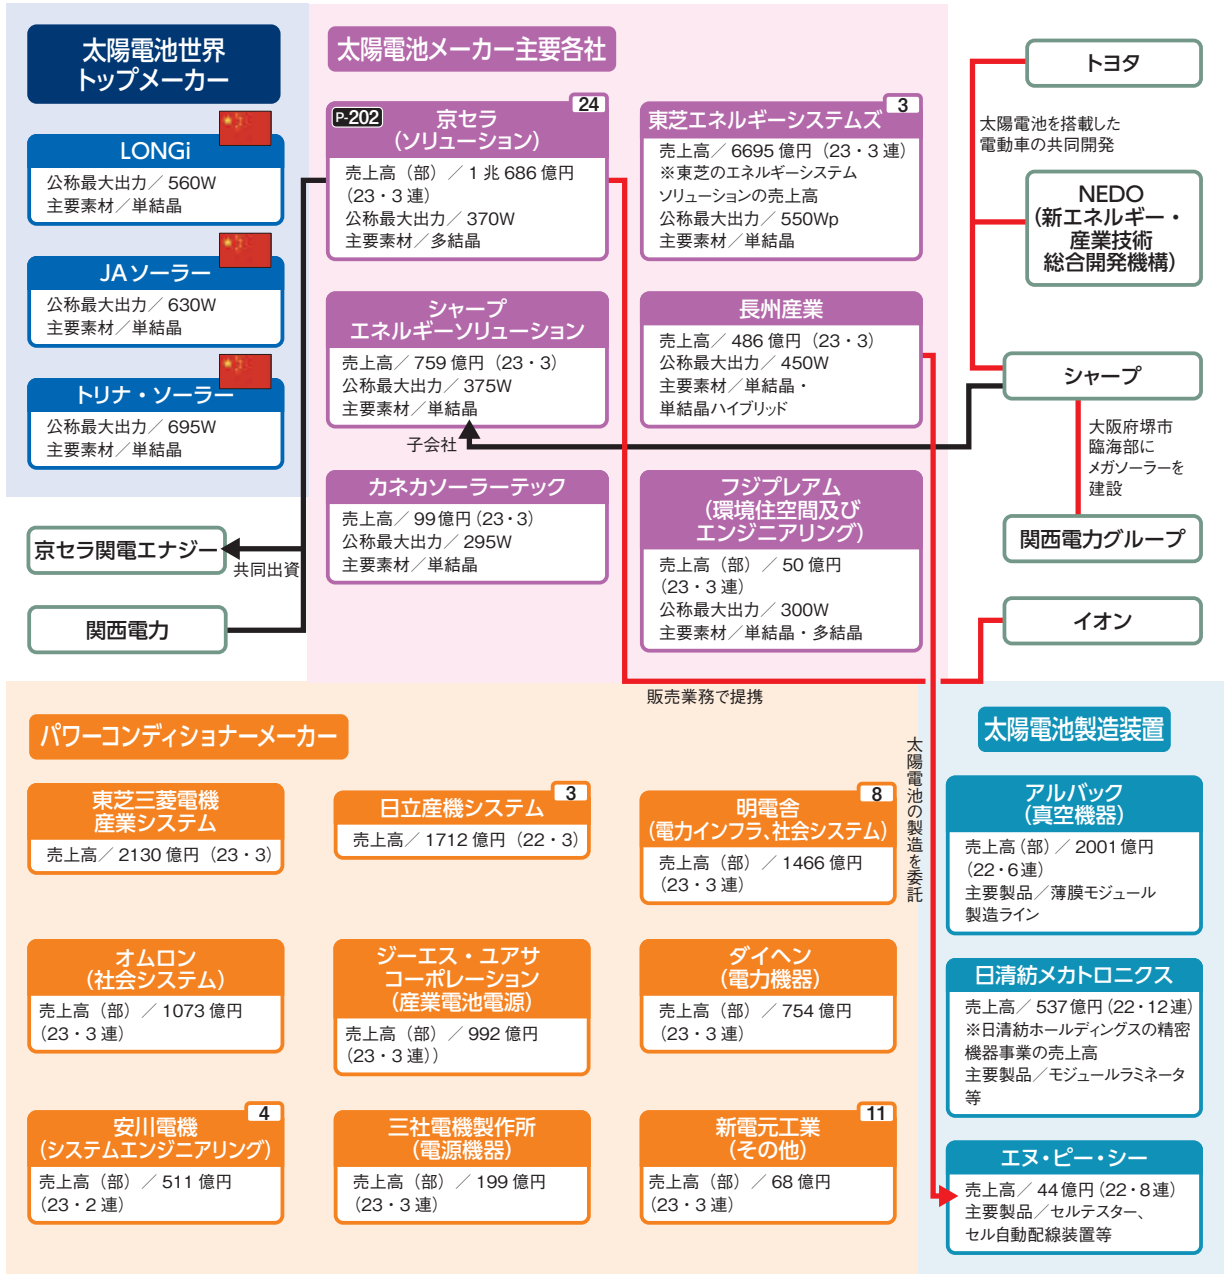 太陽電池世界
トップメーカー
LONGi
公称最大出力／560W
主要素材／単結晶
JAソーラー
公称最大出力／630W
主要素材／単結晶
トリナ・ソーラー
公称最大出力／695W
主要素材／単結晶
京セラ関電エナジー
共同出資
関西電力
太陽電池メーカー主要各社
P-202
24
京セラ
（ソリューション）
売上高（部）／1兆686億円
（23・3連）
公称最大出力／370W
主要素材／多結晶
3
東芝エネルギーシステムズ
売上高／6695億円（23・3連）
※東芝のエネルギーシステム
ソリューションの売上高
公称最大出力／550Wp
主要素材／単結晶
シャープ
エネルギーソリューション
売上高／759億円（23・3）
公称最大出力／375W
主要素材／単結晶
子会社
長州産業
売上高／486億円（23・3）
公称最大出力／450W
主要素材／単結晶・
単結晶ハイブリッド
カネカソーラーテック
売上高／99億円（23・3）
公称最大出力／295W
主要素材／単結晶
フジプレアム
（環境住空間及び
エンジニアリング）
売上高（部）／50億円
（23・3連）
公称最大出力／300W
主要素材／単結晶・多結晶
販売業務で提携
トヨタ
太陽電池を搭載した
電動車の共同開発
NEDO
（新エネルギー・
産業技術
総合開発機構）
シャープ
大阪府堺市
臨海部に
メガソーラーを
建設
関西電力グループ
イオン
パワーコンディショナーメーカー
東芝三菱電機
産業システム
売上高／2130億円（23・3）
3
日立産機システム
売上高／1712億円（22・3）
8
明電舎
（電力インフラ、社会システム）
売上高（部）／1466億円
（23・3連）
オムロン
（社会システム）
売上高（部）／1073億円
（23・3連）
ジーエス・ユアサ
コーポレーション
（産業電池電源）
売上高（部）／992億円
（23・3連））
ダイヘン
（電力機器）
売上高（部）／754億円
（23・3連）
4
安川電機
（システムエンジニアリング）
売上高（部）／511億円
（23・2連）
三社電機製作所
（電源機器）
売上高（部）／199億円
（23・3連）
11
新電元工業
（その他）
売上高（部）／68億円
（23・3連）
太陽電池の製造を委託
太陽電池製造装置
アルバック
（真空機器）
売上高（部）／2001億円
（22・6連）
主要製品／薄膜モジュール
製造ライン
日清紡メカトロニクス
売上高／537億円（22・12連）
※日清紡ホールディングスの精密
機器事業の売上高
主要製品／モジュールラミネータ
等
エヌ・ピー・シー
売上高／44億円（22・8連）
主要製品／セルテスター、
セル自動配線装置等